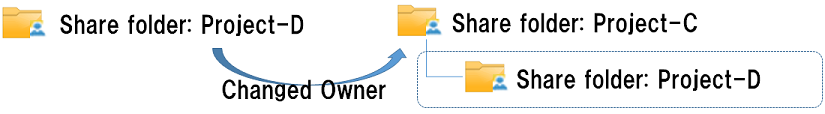 Share folder: Project-D
Share folder: Project-C
Changed Owner
Share folder: Project-D